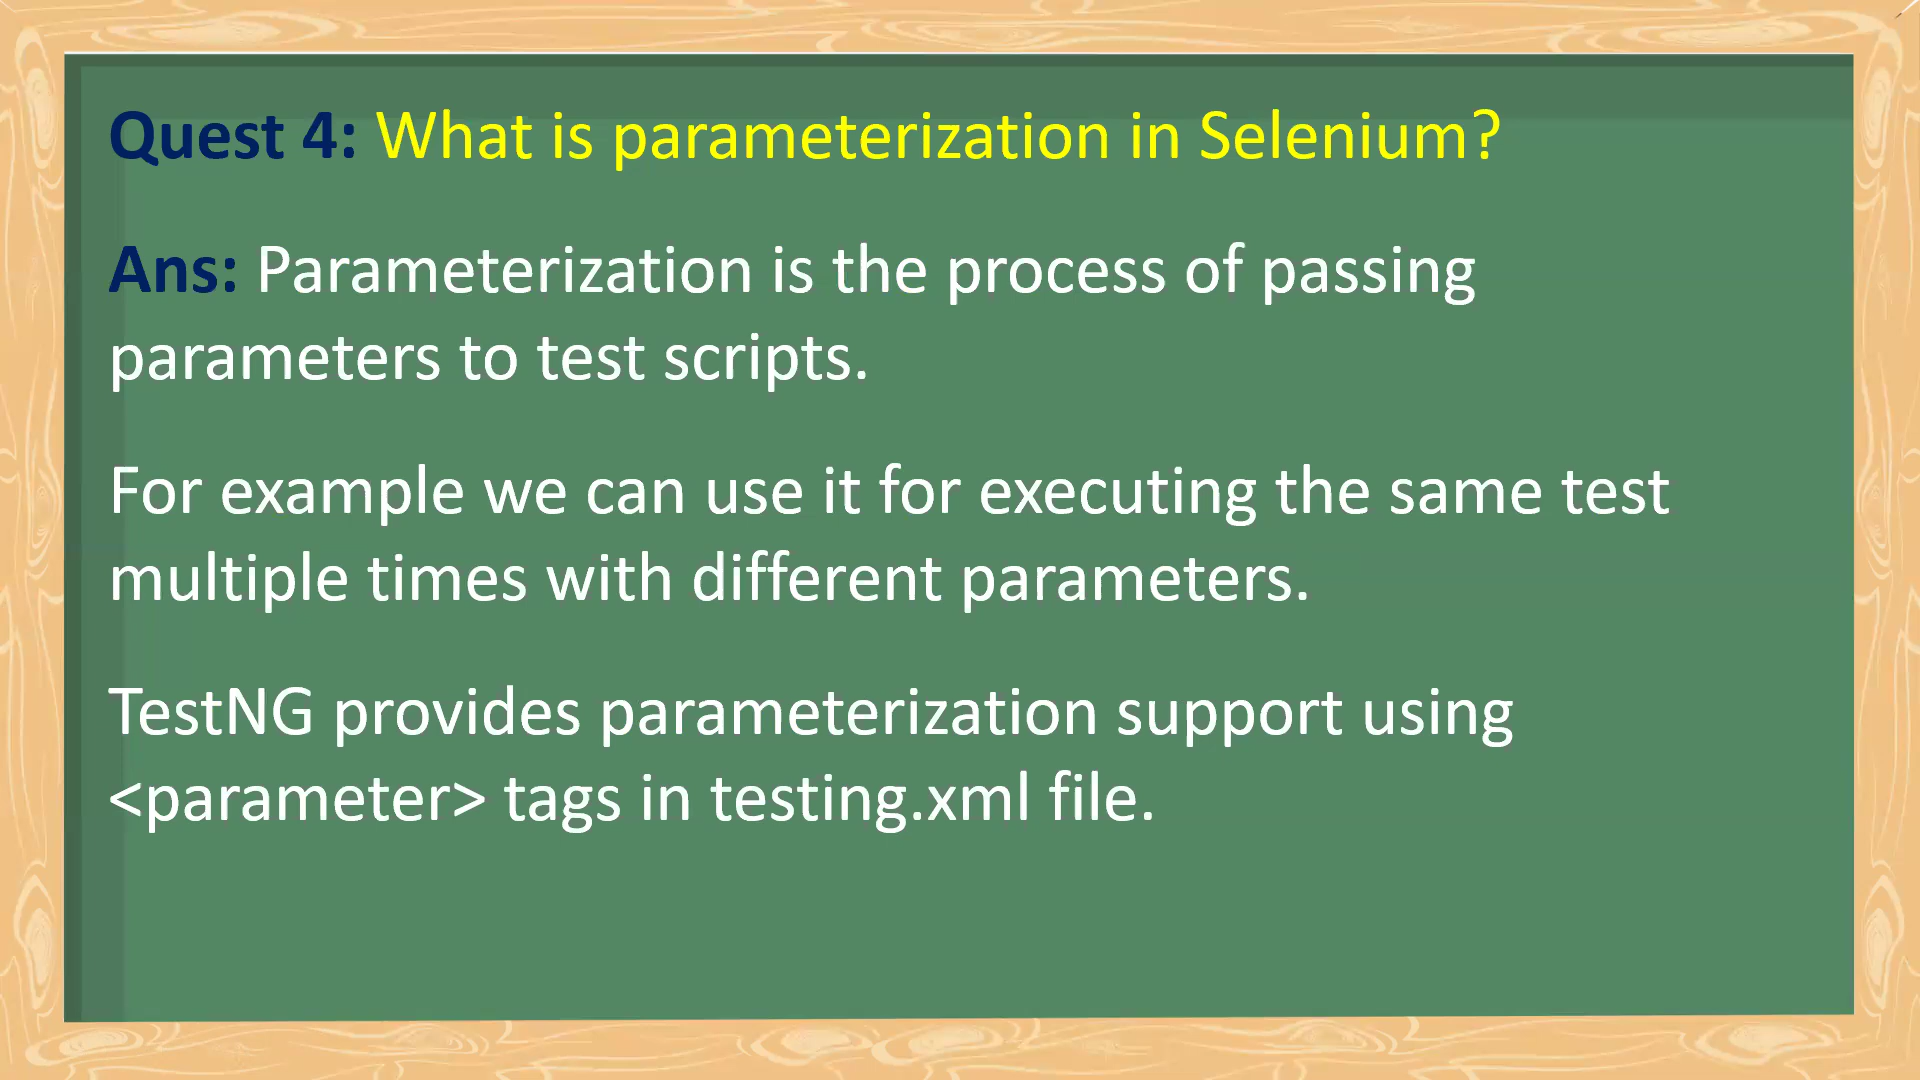 Quest 4: What is parameterization in Selenium?
Ans: Parameterization is the process of passing
parameters to test scripts.
For example we can use it for executing the same test
multiple times with different parameters.
TestNG provides parameterization support using
<parameter> tags in testing.xml file.